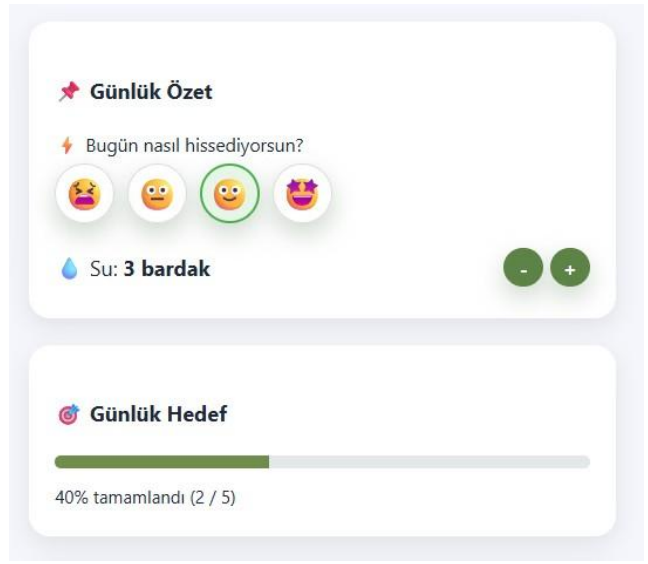 📌 Günlük Özet
⚡ Bugün nasıl hissediyorsun?
😫 😐 🙂 🤩
💧 Su: 3 bardak
- +
🎯 Günlük Hedef
40% tamamlandı (2 / 5)